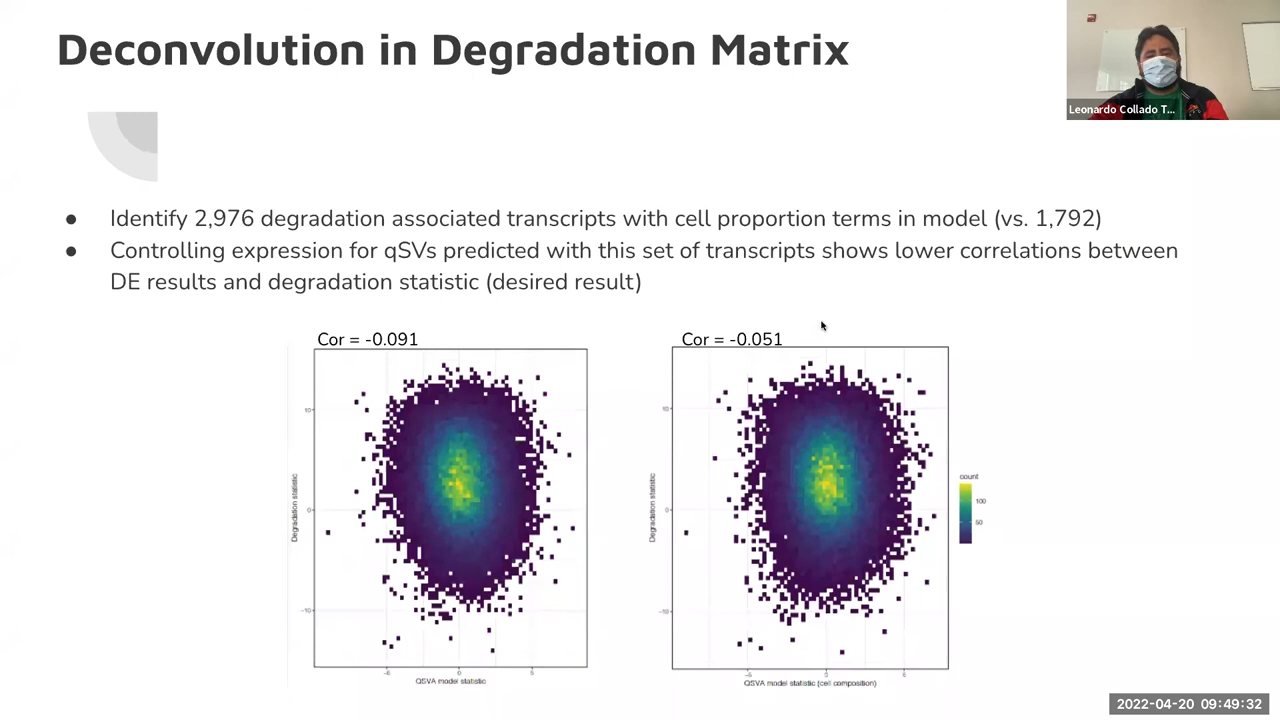 Deconvolution in Degradation Matrix
Leonardo Collado T...
● Identify 2,976 degradation associated transcripts with cell proportion terms in model (vs. 1,792)
● Controlling expression for qSVs predicted with this set of transcripts shows lower correlations between
DE results and degradation statistic (desired result)
Cor = -0.091
10
0
-10
Degradation statistic
-5
0
5
QSVA model statistic
Cor = -0.051
10
0
-10
Degradation statistic
-5
0
5
QSVA model statistic (cell composition)
count
100
50
2022-04-20 09:49:32